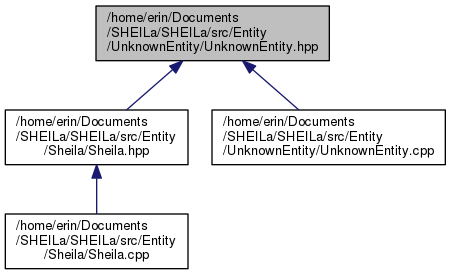 /home/erin/Documents
/SHEILa/SHEILa/src/Entity
/UnknownEntity/UnknownEntity.hpp
/home/erin/Documents
/SHEILa/SHEILa/src/Entity
/Sheila/Sheila.hpp
/home/erin/Documents
/SHEILa/SHEILa/src/Entity
/UnknownEntity/UnknownEntity.cpp
/home/erin/Documents
/SHEILa/SHEILa/src/Entity
/Sheila/Sheila.cpp